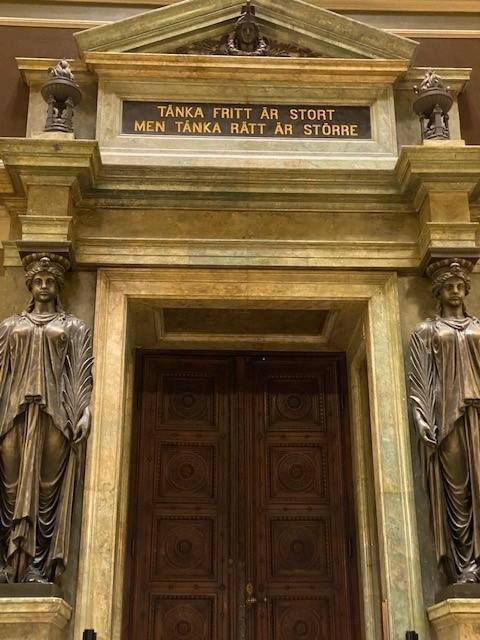 TÄNKA FRITT ÄR STORT
MEN TÄNKA RÄTT ÄR STÖRRE